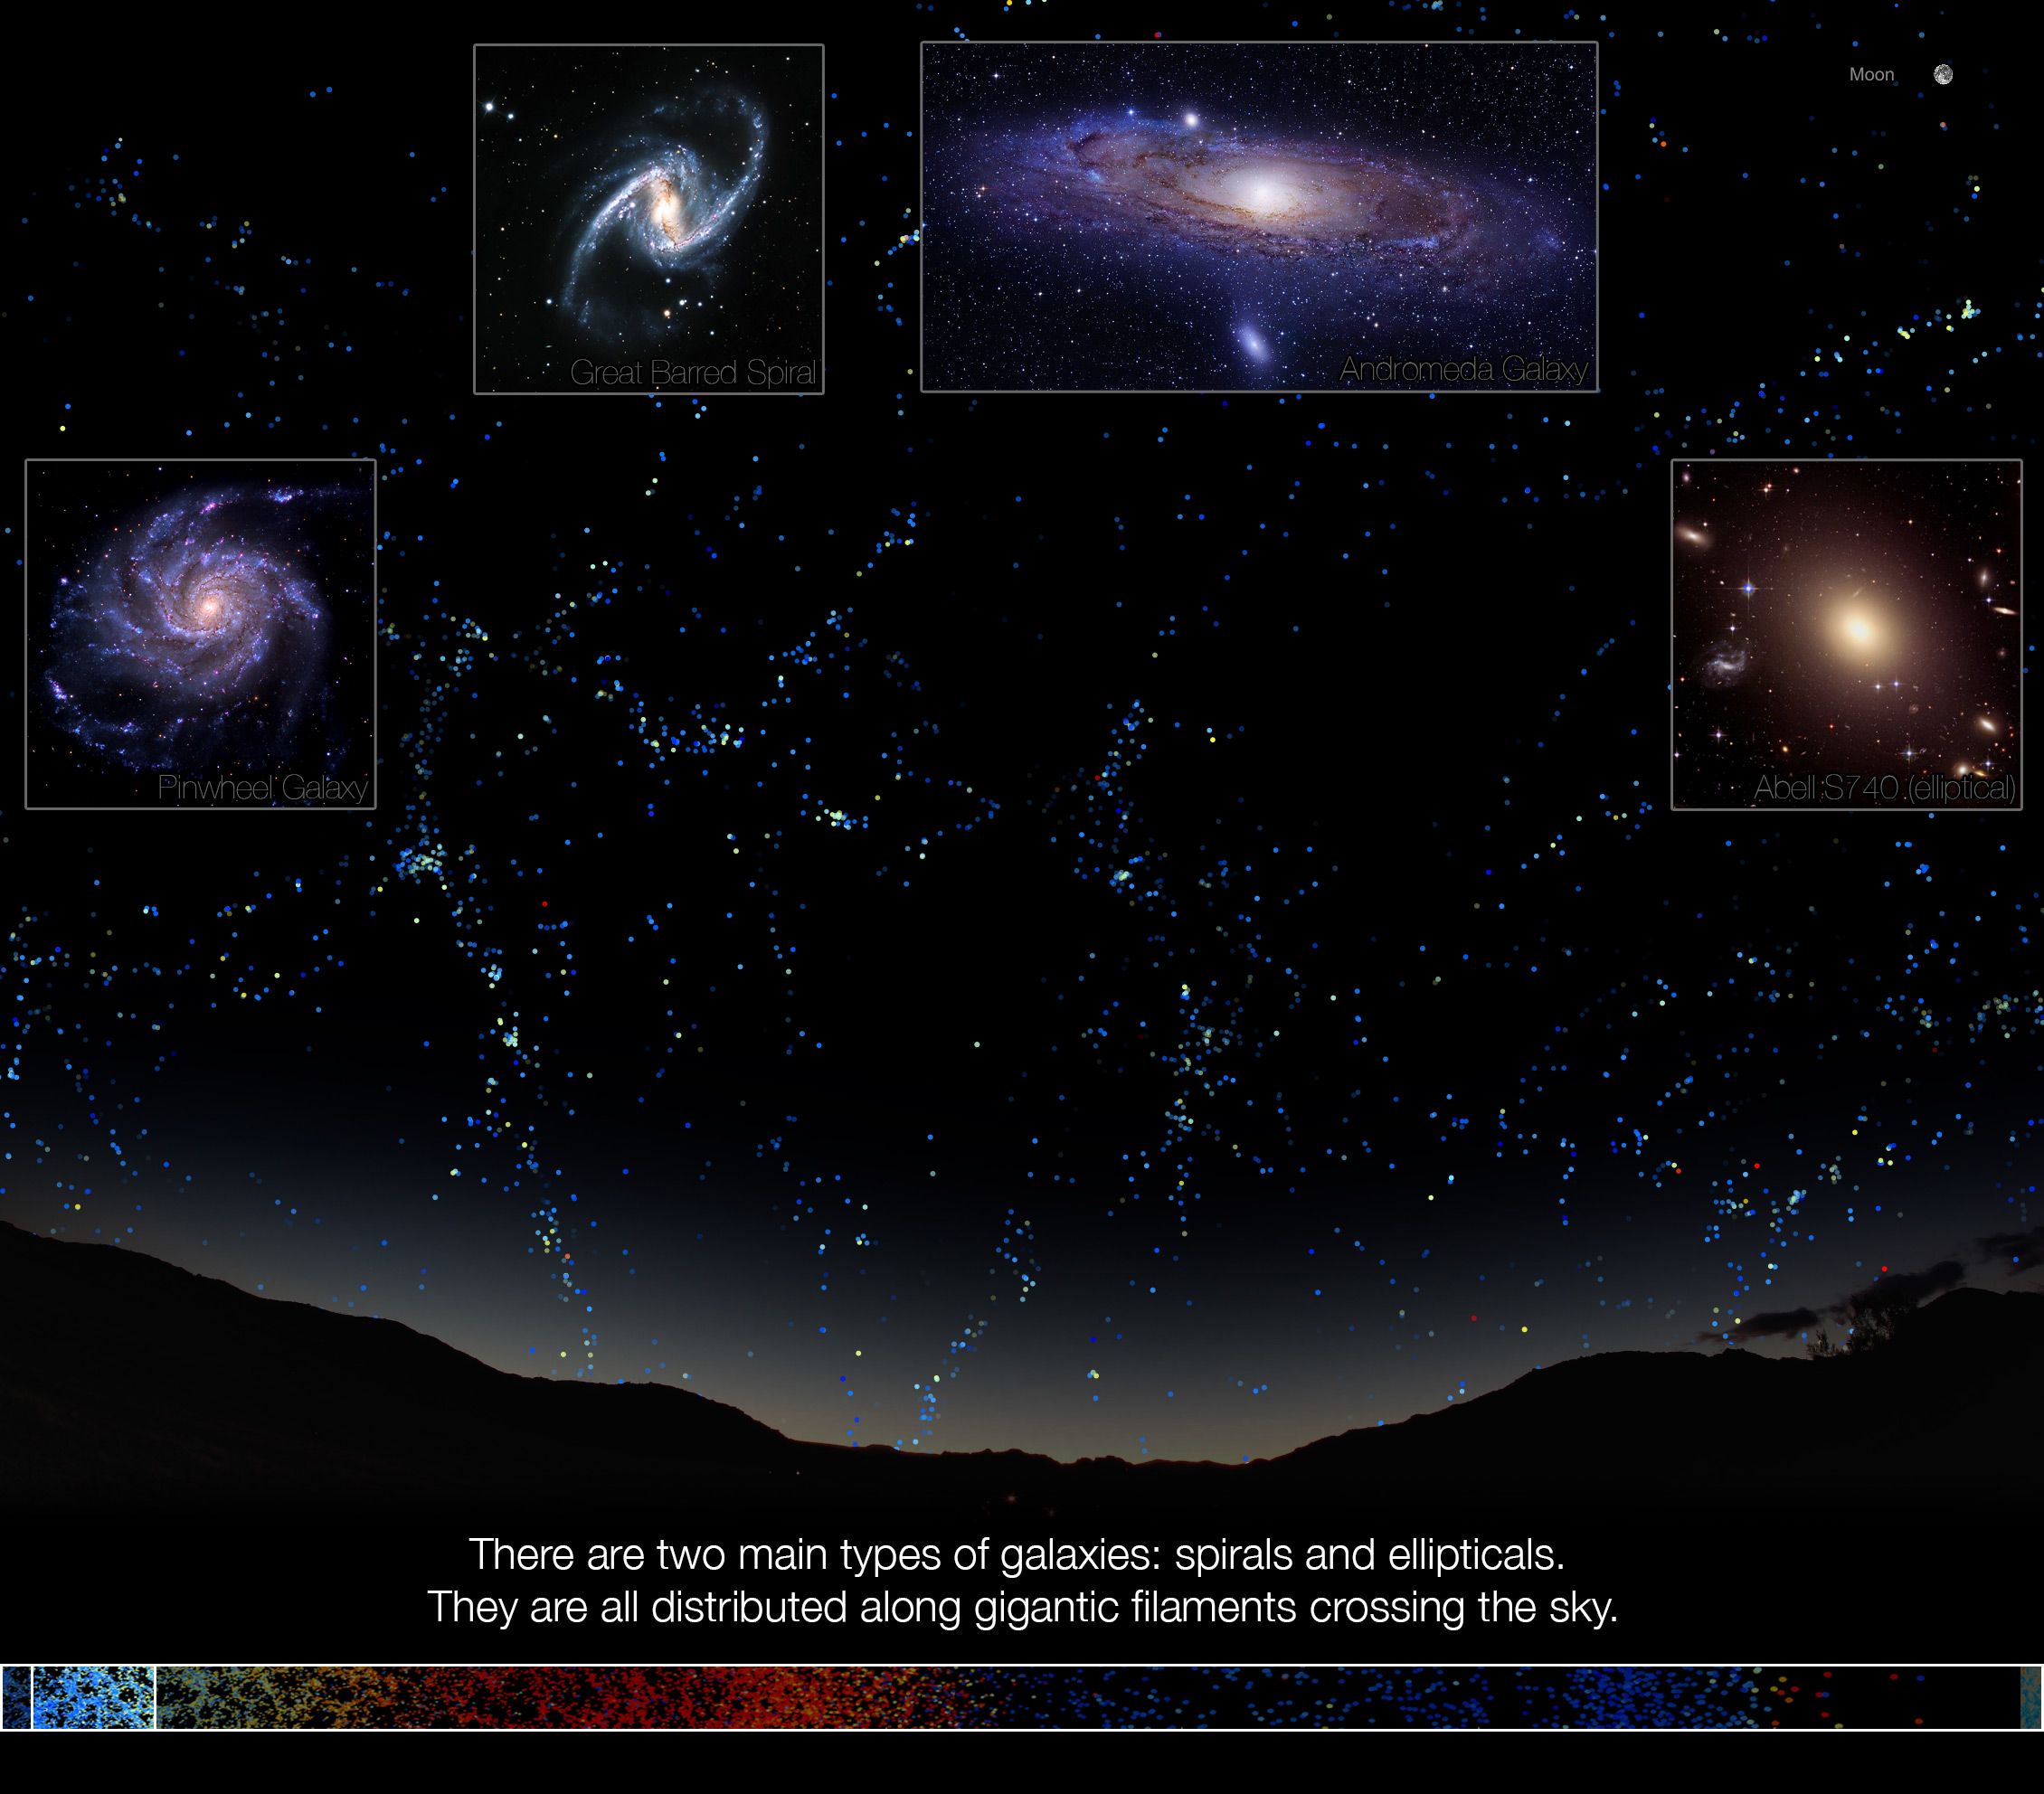 Moon
Great Barred Spiral
Andromeda Galaxy
Pinwheel Galaxy
Abell S740 (elliptical)
There are two main types of galaxies: spirals and ellipticals.
They are all distributed along gigantic filaments crossing the sky.